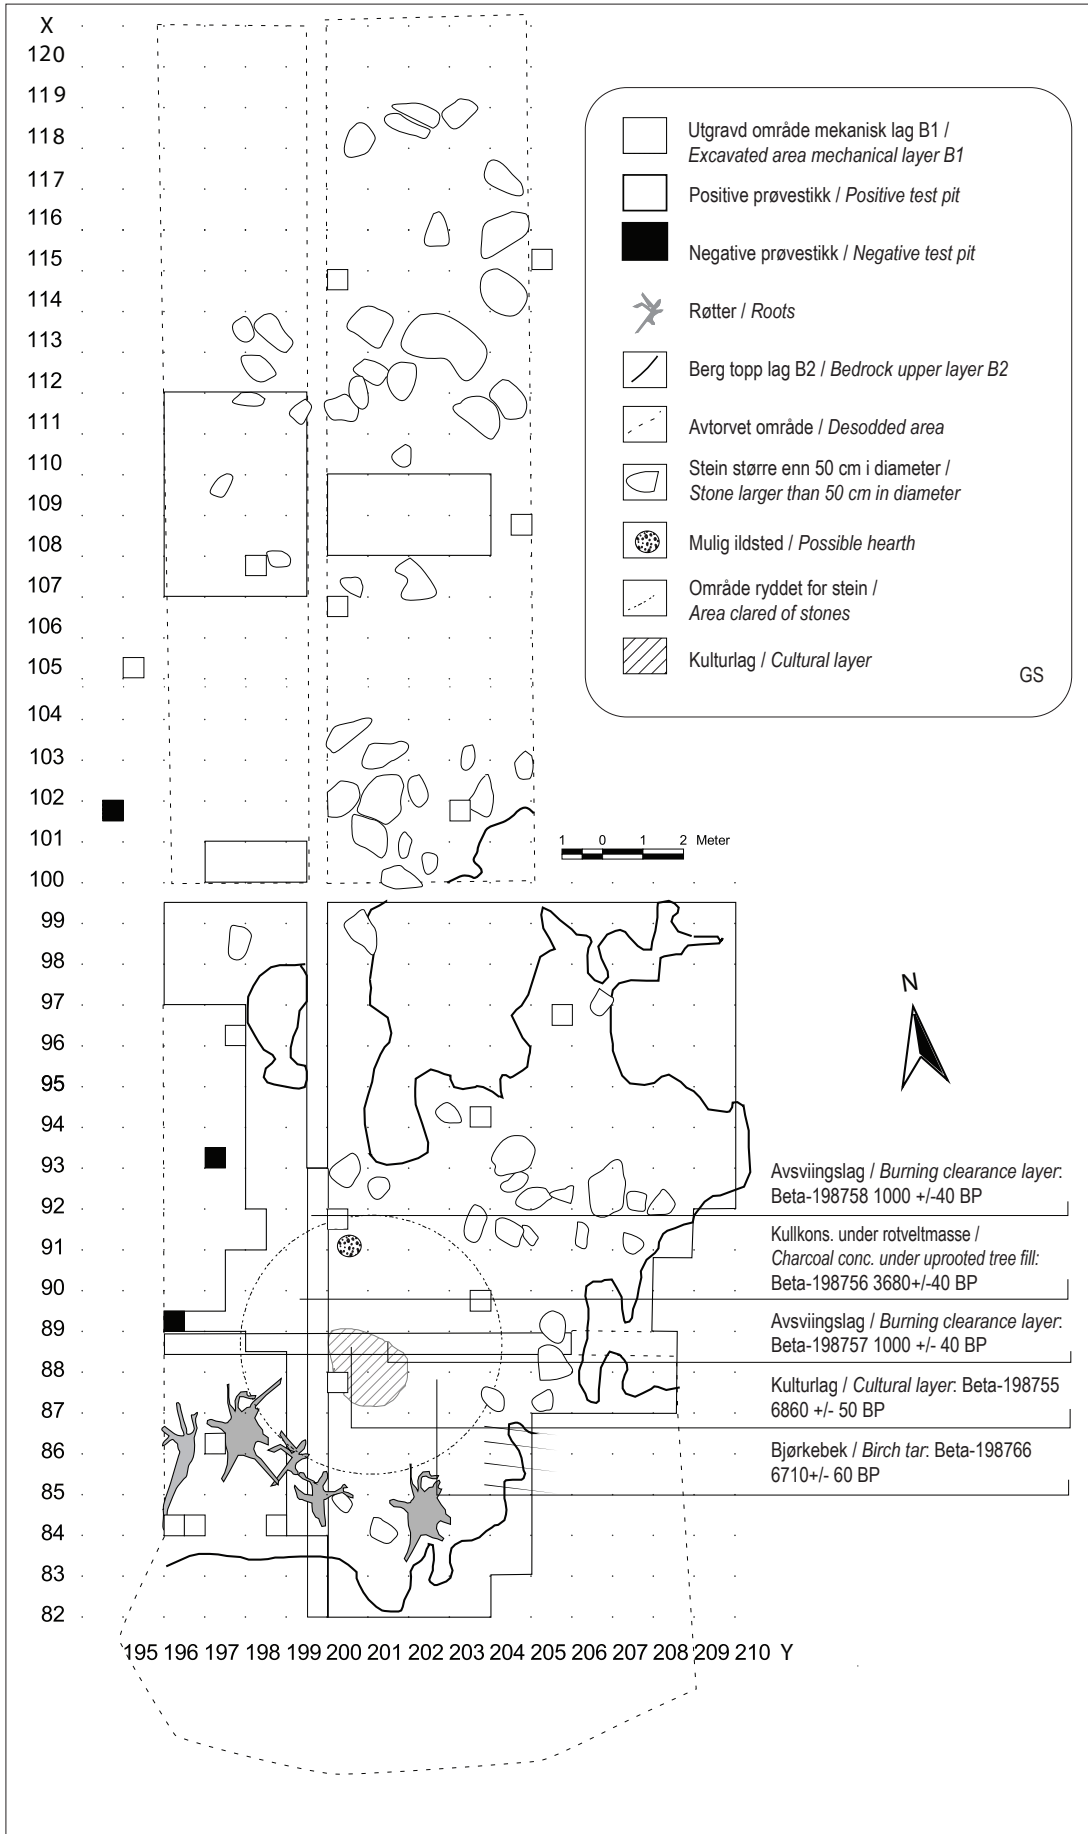 X
120
119
118
117
116
115
114
113
112
111
110
109
108
107
106
105
104
103
102
101
100
99
98
97
96
95
94
93
92
91
90
89
88
87
86
85
84
83
82
195 196 197 198 199 200 201 202 203 204 205 206 207 208 209 210 Y
Utgravd område mekanisk lag B1 /
Excavated area mechanical layer B1
Positive prøvestikk / Positive test pit
Negative prøvestikk / Negative test pit
Røtter / Roots
Berg topp lag B2 / Bedrock upper layer B2
Avtorvet område / Desodded area
Stein større enn 50 cm i diameter /
Stone larger than 50 cm in diameter
Mulig ildsted / Possible hearth
Område ryddet for stein /
Area clared of stones
Kulturlag / Cultural layer
GS
1 0 1 2 Meter
N
Avsviingslag / Burning clearance layer:
Beta-198758 1000 +/-40 BP
Kullkons. under rotveltmasse /
Charcoal conc. under uprooted tree fill:
Beta-198756 3680+/-40 BP
Avsviingslag / Burning clearance layer:
Beta-198757 1000 +/- 40 BP
Kulturlag / Cultural layer: Beta-198755
6860 +/- 50 BP
Bjørkebek / Birch tar: Beta-198766
6710+/- 60 BP